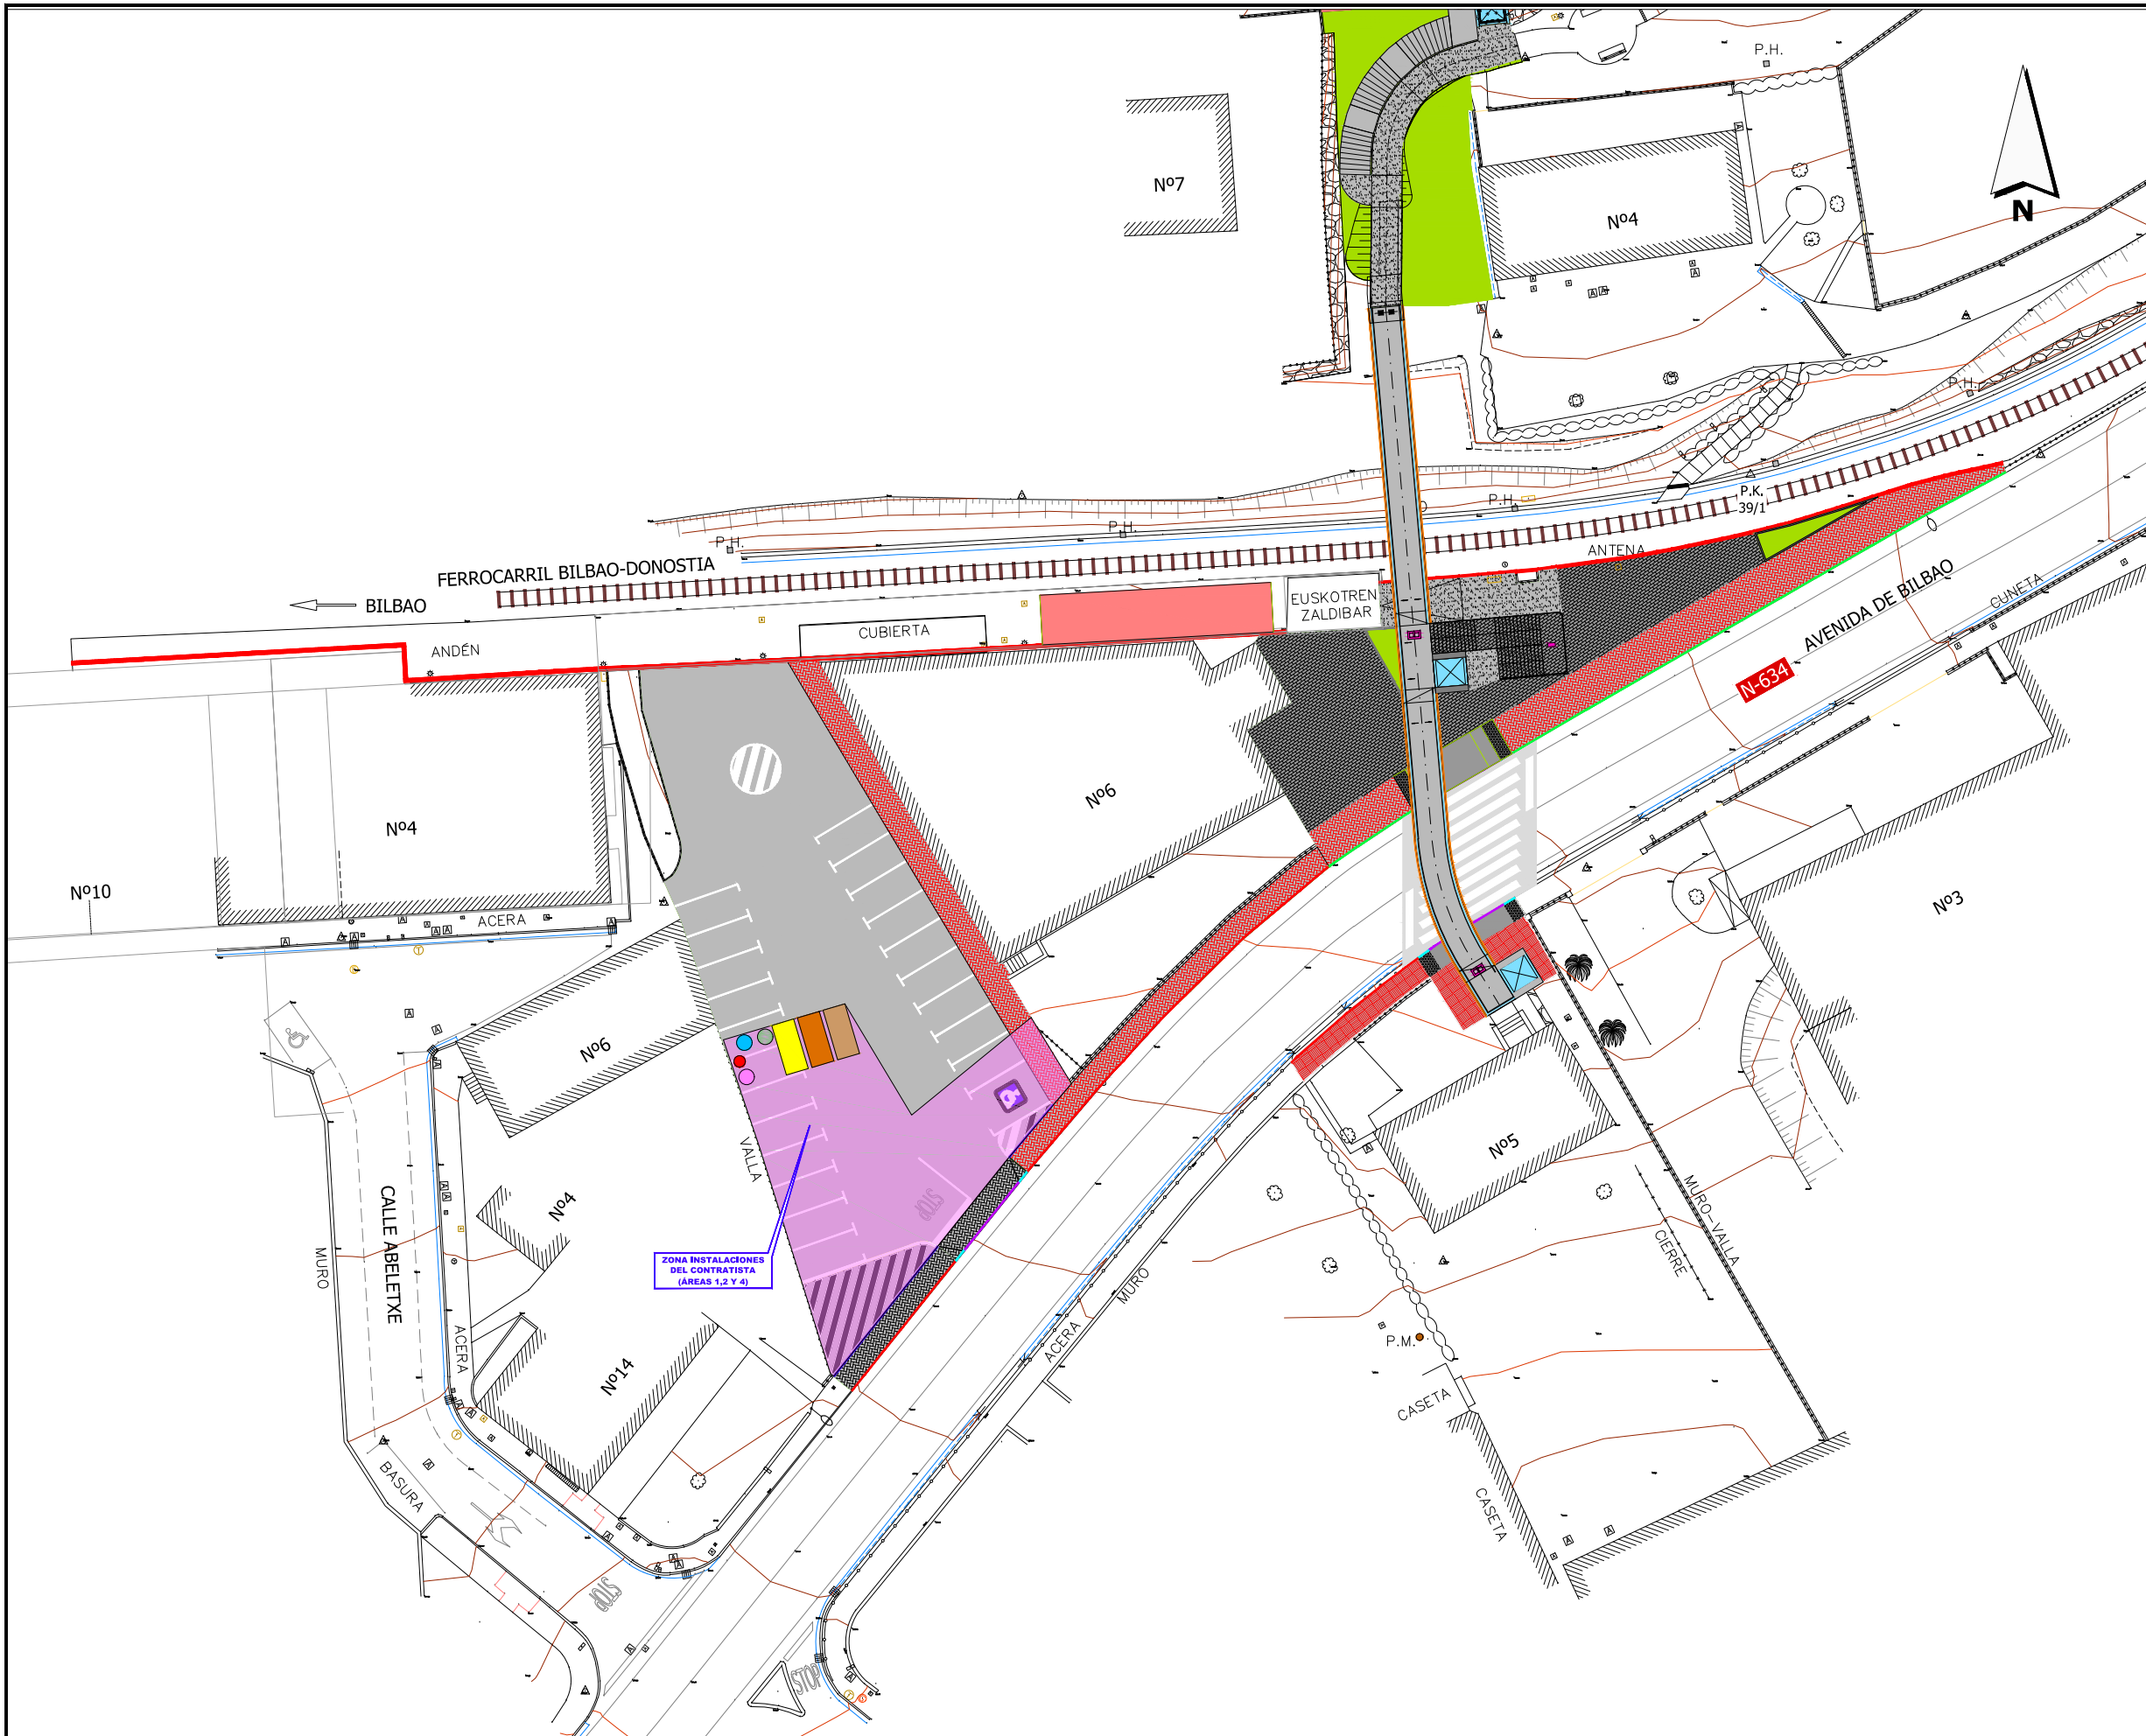 P.H.
Nº7
Nº4
N
P.H.
P.H.
P.K.
39/1
P.H.
P.H.
ANTENA
FERROCARRIL BILBAO-DONOSTIA
BILBAO
EUSKOTREN
ZALDIBAR
CUBIERTA
ANDÉN
CUNETA
AVENIDA DE BILBAO
N-634
Nº4
Nº6
Nº10
ACERA
Nº3
Nº6
Nº5
VALLA
Nº4
STOP
CALLE ABELETXE
MURO
ZONA INSTALACIONES
DEL CONTRATISTA
(ÁREAS 1,2 Y 4)
MURO-VALLA
CIERRE
MURO
ACERA
ACERA
P.M.
Nº14
CASETA
BASURA
CASETA
STOP
STOP